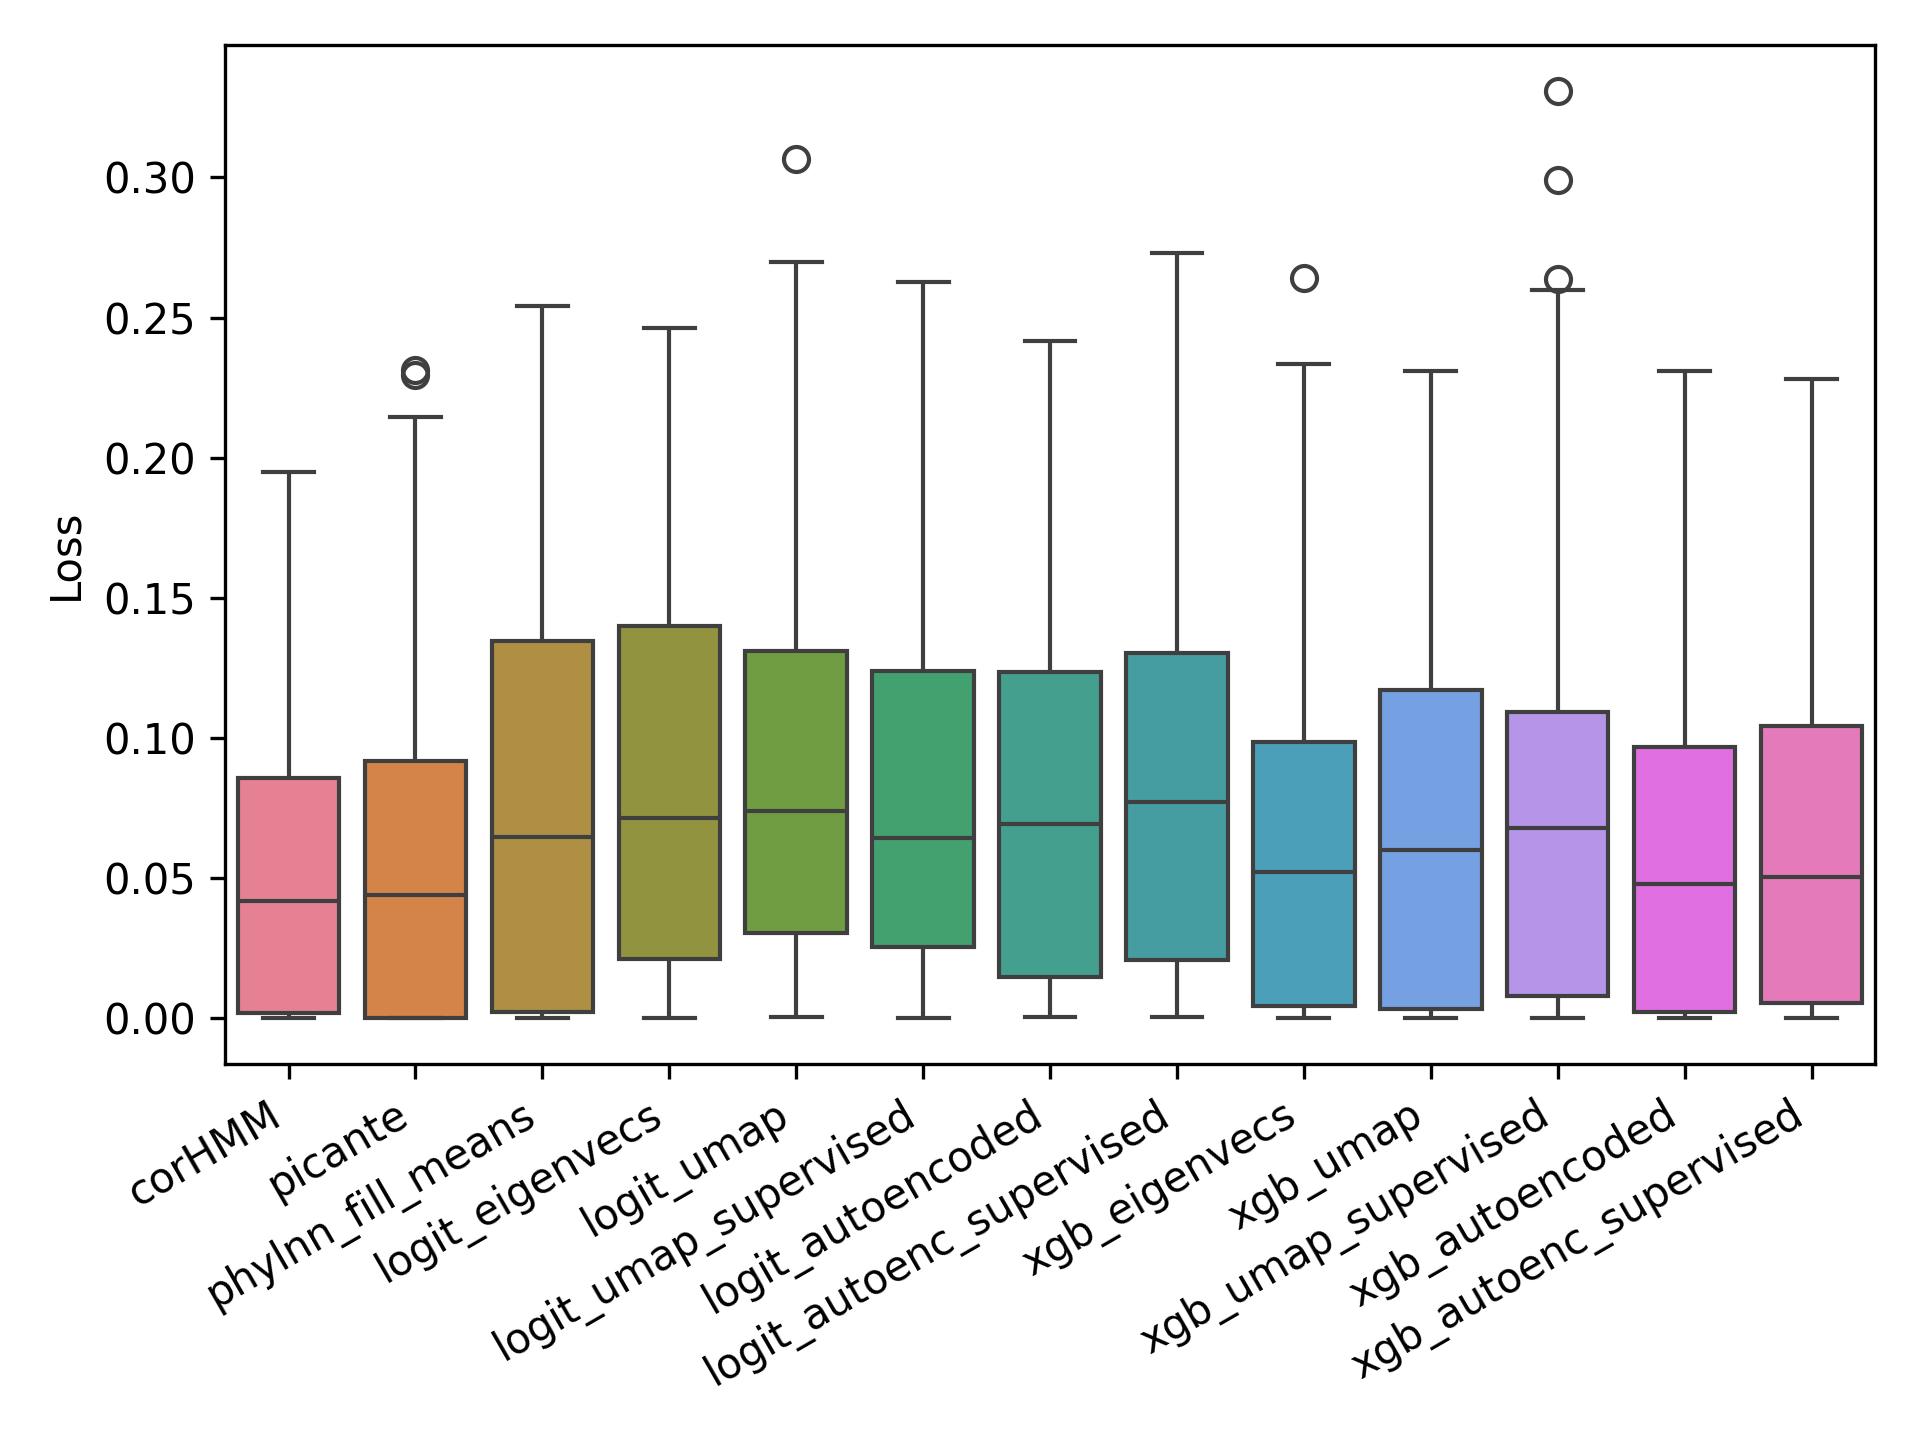 Loss
0.30
0.25
0.20
0.15
0.10
0.05
0.00
corHMM
picante
phylnn_fill_means
logit_eigenvecs
logit_umap
logit_umap_supervised
logit_autoencoded
logit_autoenc_supervised
xgb_eigenvecs
xgb_umap
xgb_umap_supervised
xgb_autoencoded
xgb_autoenc_supervised